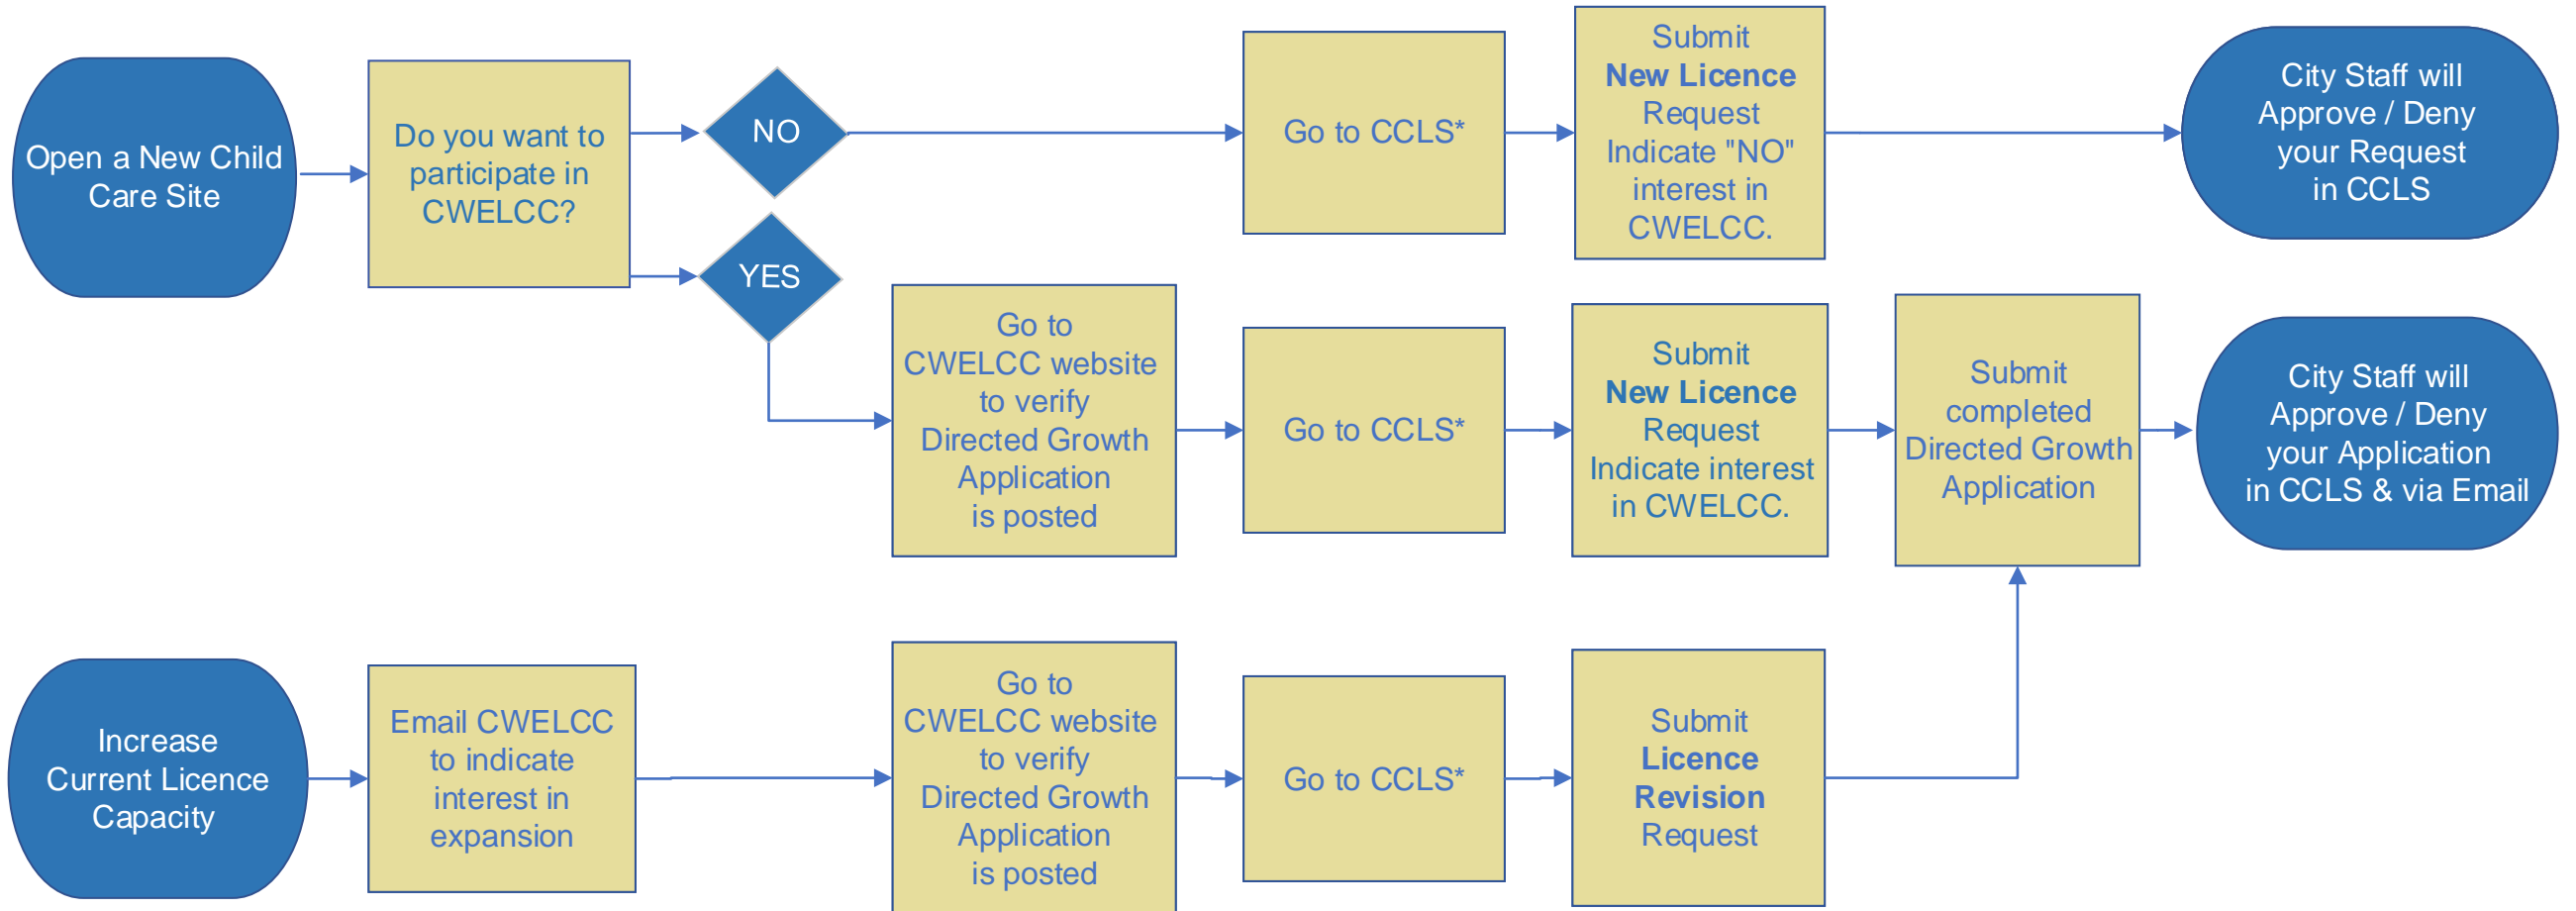 Open a New Child
Care Site
Do you want to
participate in
CWELCC?
NO
Go to CCLS*
Submit
New Licence
Request
Indicate "NO"
interest in
CWELCC.
City Staff will
Approve / Deny
your Request
in CCLS
YES
Go to
CWELCC website
to verify
Directed Growth
Application
is posted
Go to CCLS*
Submit
New Licence
Request
Indicate interest
in CWELCC.
Submit
completed
Directed Growth
Application
City Staff will
Approve / Deny
your Application
in CCLS & via Email
Increase
Current Licence
Capacity
Email CWELCC
to indicate
interest in
expansion
Go to
CWELCC website
to verify
Directed Growth
Application
is posted
Go to CCLS*
Submit
Licence
Revision
Request